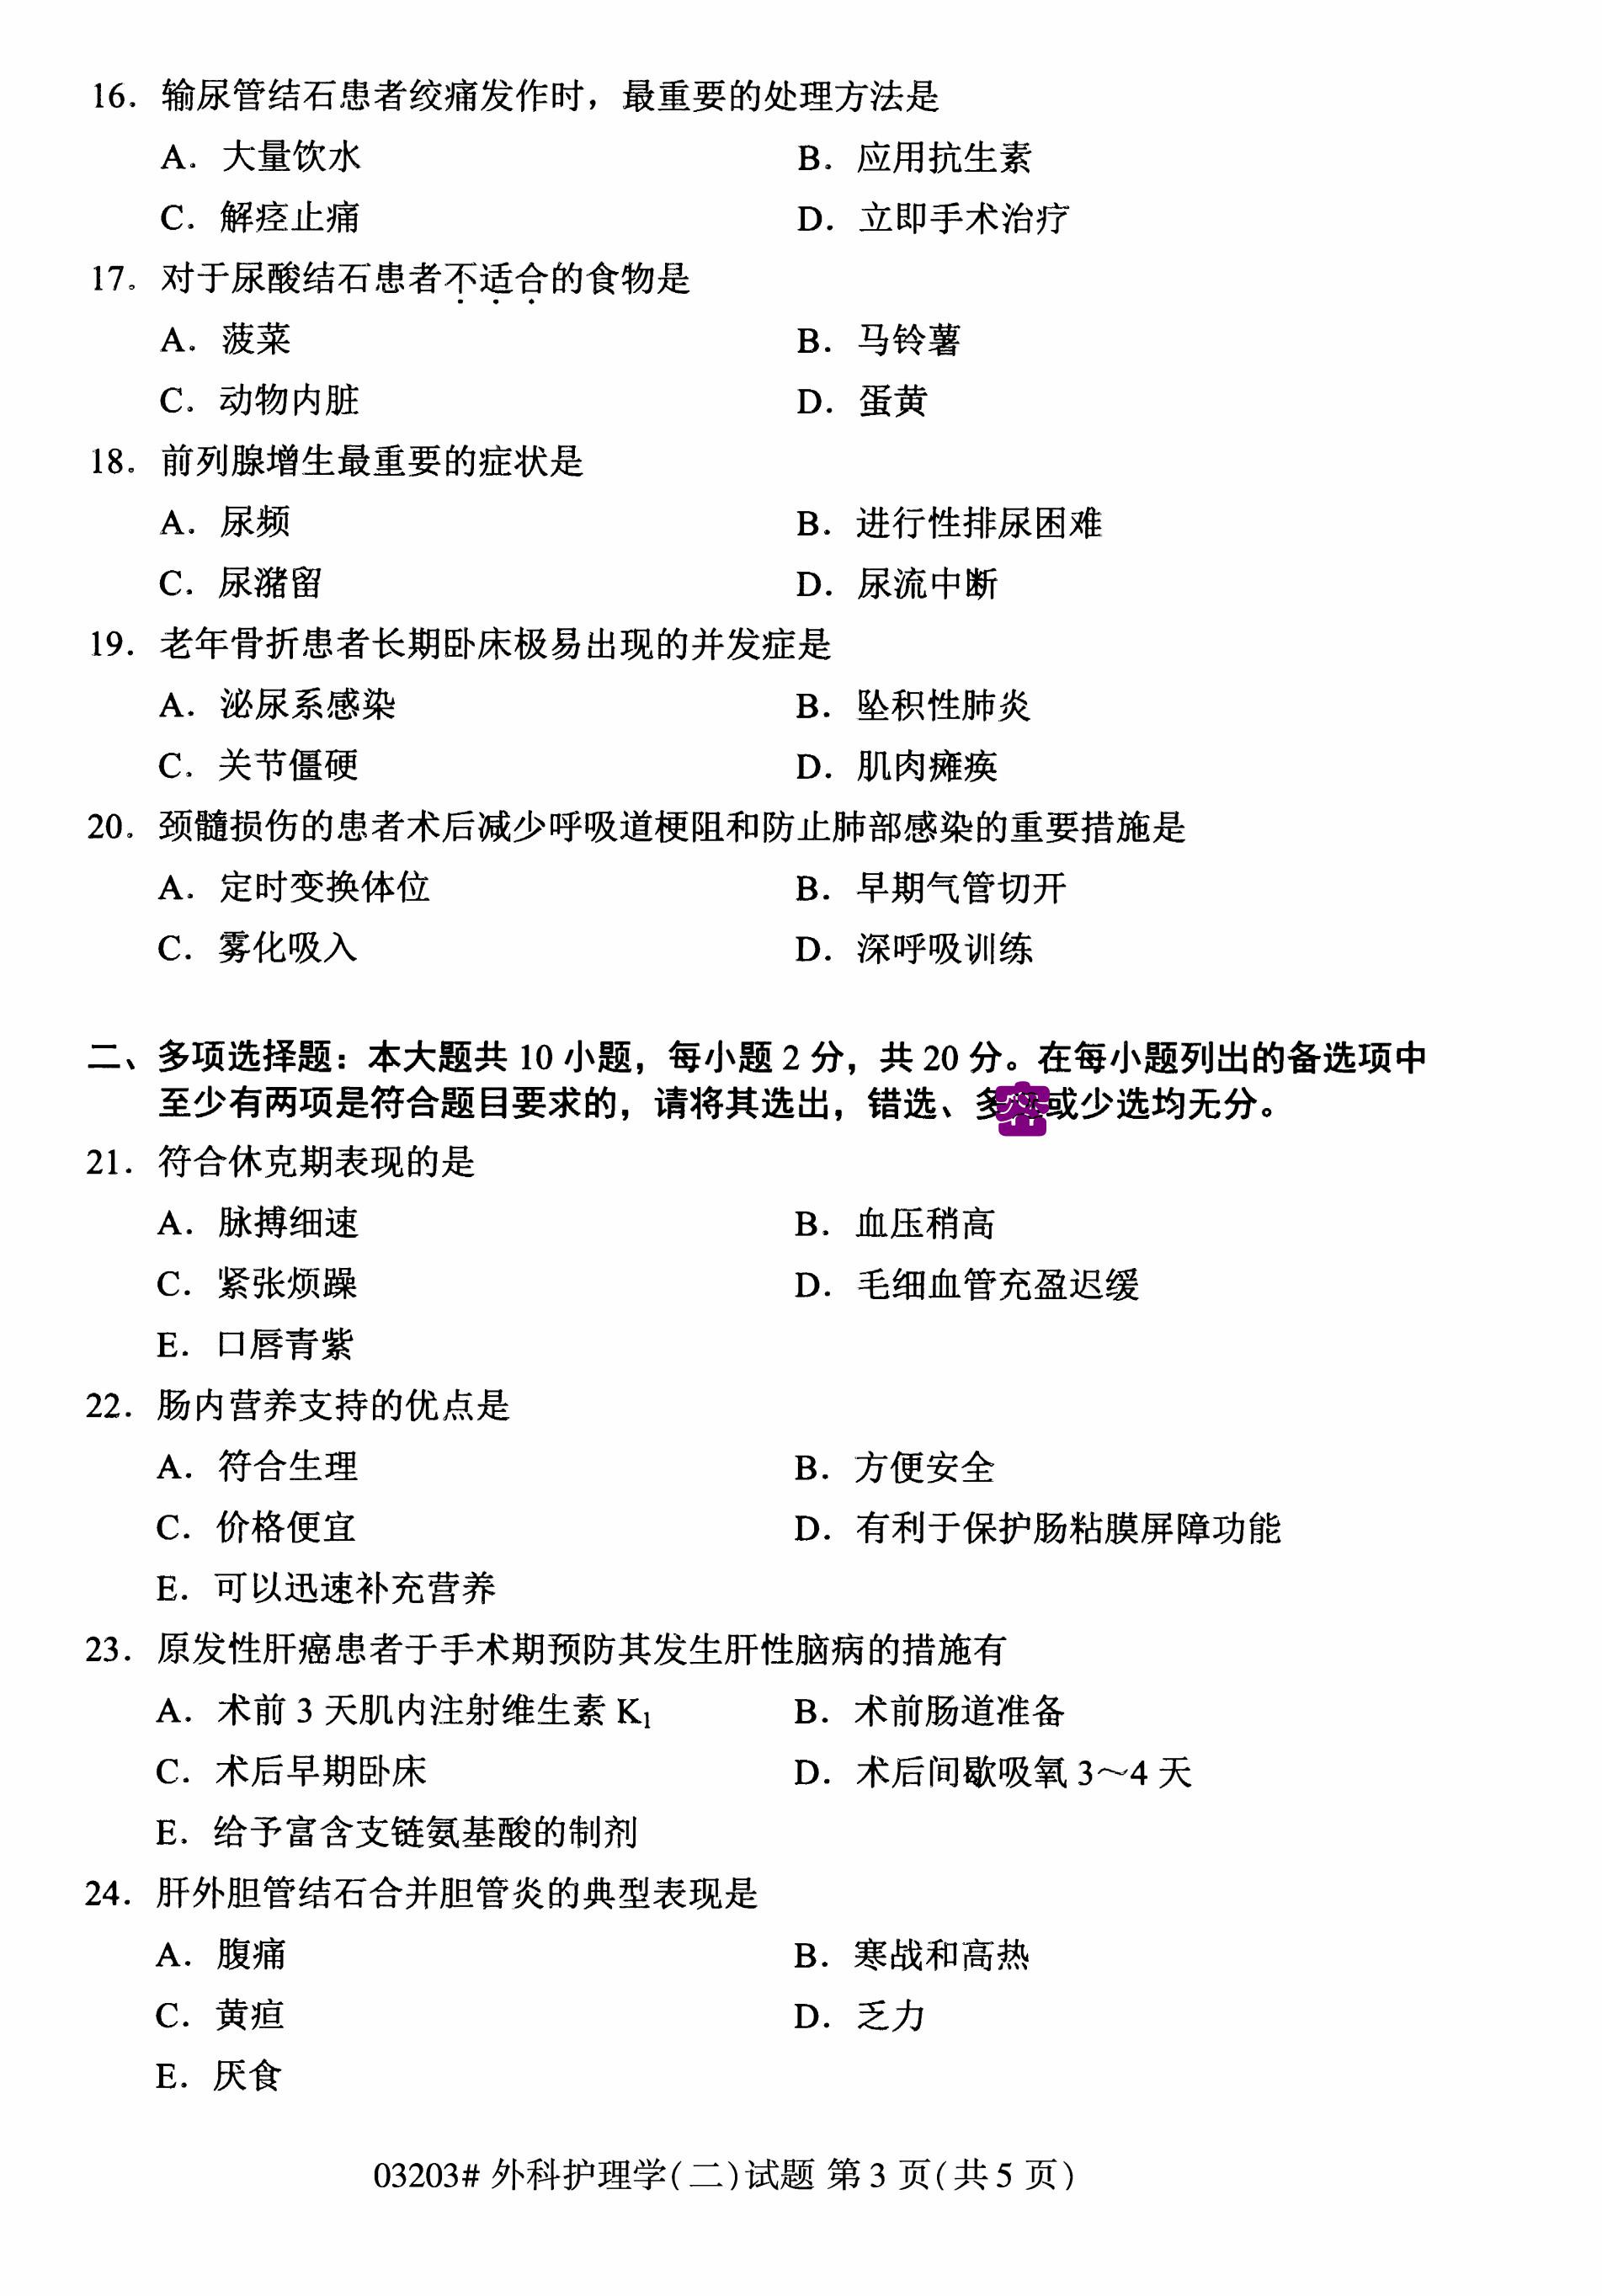 16. 输尿管结石患者绞痛发作时，最重要的处理方法是
A. 大量饮水 B. 应用抗生素
C. 解痉止痛 D. 立即手术治疗
17. 对于尿酸结石患者不适合的食物是
A. 菠菜 B. 马铃薯
C. 动物内脏 D. 蛋黄
18. 前列腺增生最重要的症状是
A. 尿频 B. 进行性排尿困难
C. 尿潴留 D. 尿流中断
19. 老年骨折患者长期卧床极易出现的并发症是
A. 泌尿系感染 B. 坠积性肺炎
C. 关节僵硬 D. 肌肉瘫痪
20. 颈髓损伤的患者术后减少呼吸道梗阻和防止肺部感染的重要措施是
A. 定时变换体位 B. 早期气管切开
C. 雾化吸入 D. 深呼吸训练
二、多项选择题：本大题共 10 小题，每小题 2 分，共 20 分。在每小题列出的备选项中
至少有两项是符合题目要求的，请将其选出，错选、多或少选均无分。
21. 符合休克期表现的是
A. 脉搏细速 B. 血压稍高
C. 紧张烦躁 D. 毛细血管充盈迟缓
E. 口唇青紫
22. 肠内营养支持的优点是
A. 符合生理 B. 方便安全
C. 价格便宜 D. 有利于保护肠粘膜屏障功能
E. 可以迅速补充营养
23. 原发性肝癌患者于手术期预防其发生肝性脑病的措施有
A. 术前 3 天肌内注射维生素 K₁ B. 术前肠道准备
C. 术后早期卧床 D. 术后间歇吸氧 3～4 天
E. 给予富含支链氨基酸的制剂
24. 肝外胆管结石合并胆管炎的典型表现是
A. 腹痛 B. 寒战和高热
C. 黄疸 D. 乏力
E. 厌食
03203# 外科护理学(二)试题 第 3 页(共 5 页)